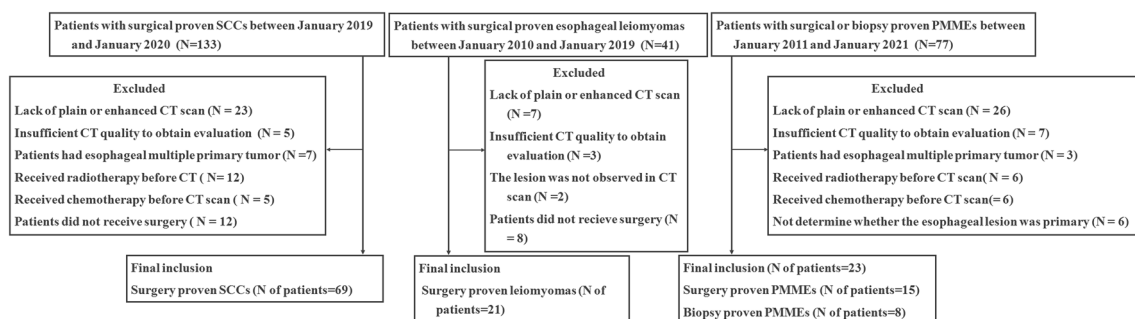 Patients with surgical proven SCCs between January 2019
and January 2020 (N=133)
Patients with surgical proven esophageal leiomyomas
between January 2010 and January 2019 (N=41)
Patients with surgical or biopsy proven PMMEs between
January 2011 and January 2021 (N=77)
Excluded
Lack of plain or enhanced CT scan (N = 23)
Insufficient CT quality to obtain evaluation (N = 5)
Patients had esophageal multiple primary tumor (N =7)
Received radiotherapy before CT ( N= 12)
Received chemotherapy before CT scan ( N = 5)
Patients did not receive surgery ( N = 12)
Excluded
Lack of plain or enhanced CT scan
(N =7)
Insufficient CT quality to obtain
evaluation (N =3)
The lesion was not observed in CT
scan (N =2)
Patients did not recieve surgery (N
= 8)
Excluded
Lack of plain or enhanced CT scan (N = 26)
Insufficient CT quality to obtain evaluation (N = 7)
Patients had esophageal multiple primary tumor (N = 3)
Received radiotherapy before CT scan( N = 6)
Received chemotherapy before CT scan(= 6)
Not determine whether the esophageal lesion was primary (N = 6)
Final inclusion
Surgery proven SCCs (N of patients=69)
Final inclusion
Surgery proven leiomyomas (N of
patients=21)
Final inclusion (N of patients=23)
Surgery proven PMMEs (N of patients=15)
Biopsy proven PMMEs (N of patients=8)